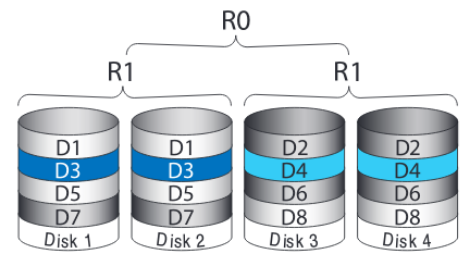 R0
R1 R1
D1 D1 D2 D2
D3 D3 D4 D4
D5 D5 D6 D6
D7 D7 D8 D8
Disk 1 Disk 2 Disk 3 Disk 4